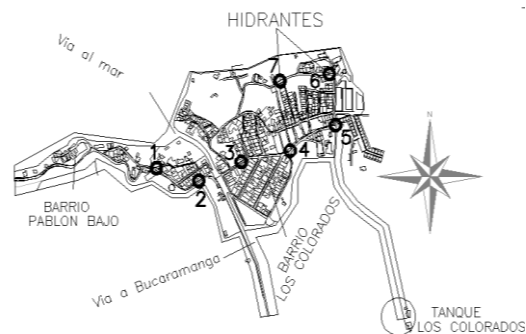 HIDRANTES
Via al mar
7
6
5
1
3
4
2
N
BARRIO
PABLON BAJO
BARRIO
LOS COLORADOS
Via a Bucaramanga
TANQUE
LOS COLORADOS